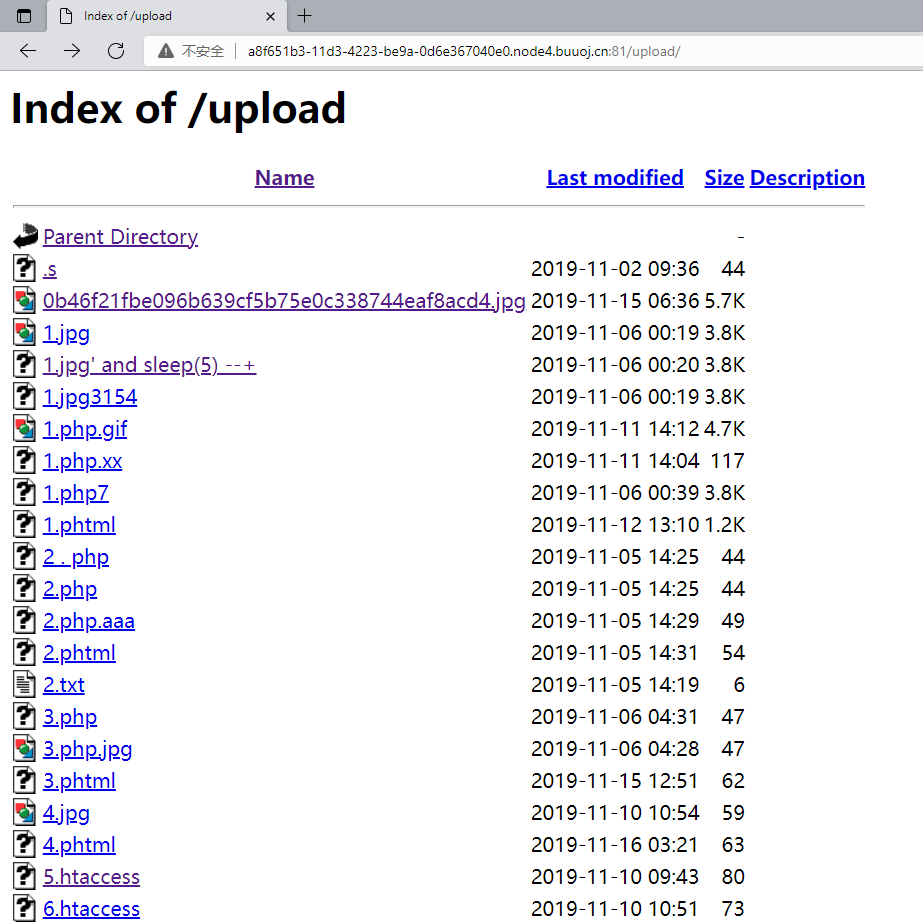 Index of /upload
不安全 a8f651b3-11d3-4223-be9a-0d6e367040e0.node4.buuoj.cn:81/upload/
Index of /upload
Name Last modified Size Description
Parent Directory -
.s 2019-11-02 09:36 44
0b46f21fbe096b639cf5b75e0c338744eaf8acd4.jpg 2019-11-15 06:36 5.7K
1.jpg 2019-11-06 00:19 3.8K
1.jpg' and sleep(5) --+ 2019-11-06 00:20 3.8K
1.jpg3154 2019-11-06 00:19 3.8K
1.php.gif 2019-11-11 14:12 4.7K
1.php.xx 2019-11-11 14:04 117
1.php7 2019-11-06 00:39 3.8K
1.phtml 2019-11-12 13:10 1.2K
2 . php 2019-11-05 14:25 44
2.php 2019-11-05 14:25 44
2.php.aaa 2019-11-05 14:29 49
2.phtml 2019-11-05 14:31 54
2.txt 2019-11-05 14:19 6
3.php 2019-11-06 04:31 47
3.php.jpg 2019-11-06 04:28 47
3.phtml 2019-11-15 12:51 62
4.jpg 2019-11-10 10:54 59
4.phtml 2019-11-16 03:21 63
5.htaccess 2019-11-10 09:43 80
6.htaccess 2019-11-10 10:51 73